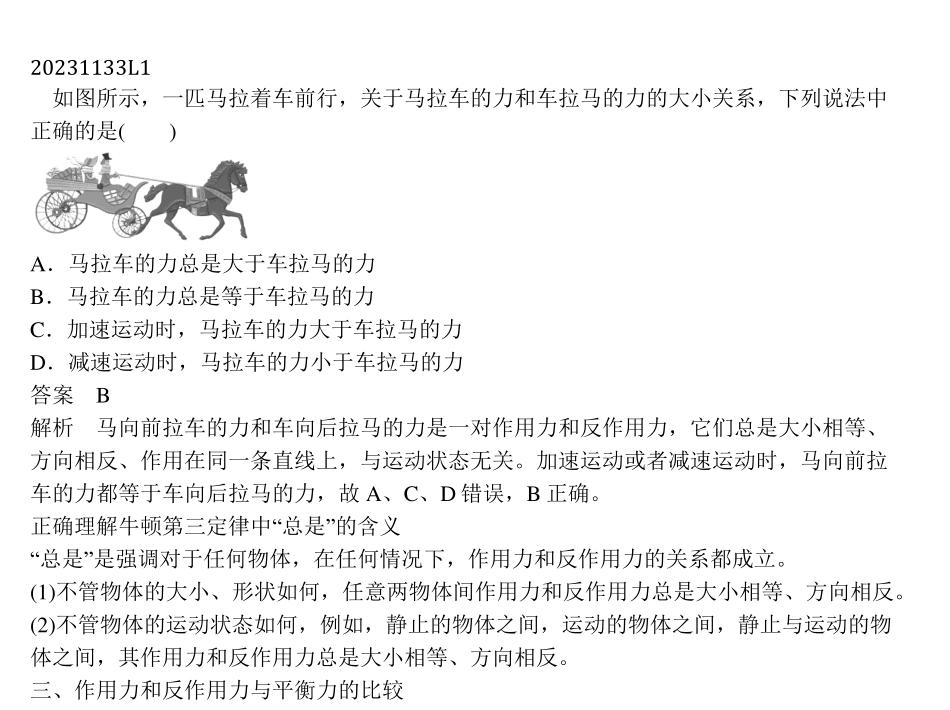 20231133L1
如图所示，一匹马拉着车前行，关于马拉车的力和车拉马的力的大小关系，下列说法中
正确的是(　　)
A．马拉车的力总是大于车拉马的力
B．马拉车的力总是等于车拉马的力
C．加速运动时，马拉车的力大于车拉马的力
D．减速运动时，马拉车的力小于车拉马的力
答案　B
解析　马向前拉车的力和车向后拉马的力是一对作用力和反作用力，它们总是大小相等、
方向相反、作用在同一条直线上，与运动状态无关。加速运动或者减速运动时，马向前拉
车的力都等于车向后拉马的力，故 A、C、D 错误，B 正确。
正确理解牛顿第三定律中“总是”的含义
“总是”是强调对于任何物体，在任何情况下，作用力和反作用力的关系都成立。
(1)不管物体的大小、形状如何，任意两物体间作用力和反作用力总是大小相等、方向相反。
(2)不管物体的运动状态如何，例如，静止的物体之间，运动的物体之间，静止与运动的物
体之间，其作用力和反作用力总是大小相等、方向相反。
三、作用力和反作用力与平衡力的比较